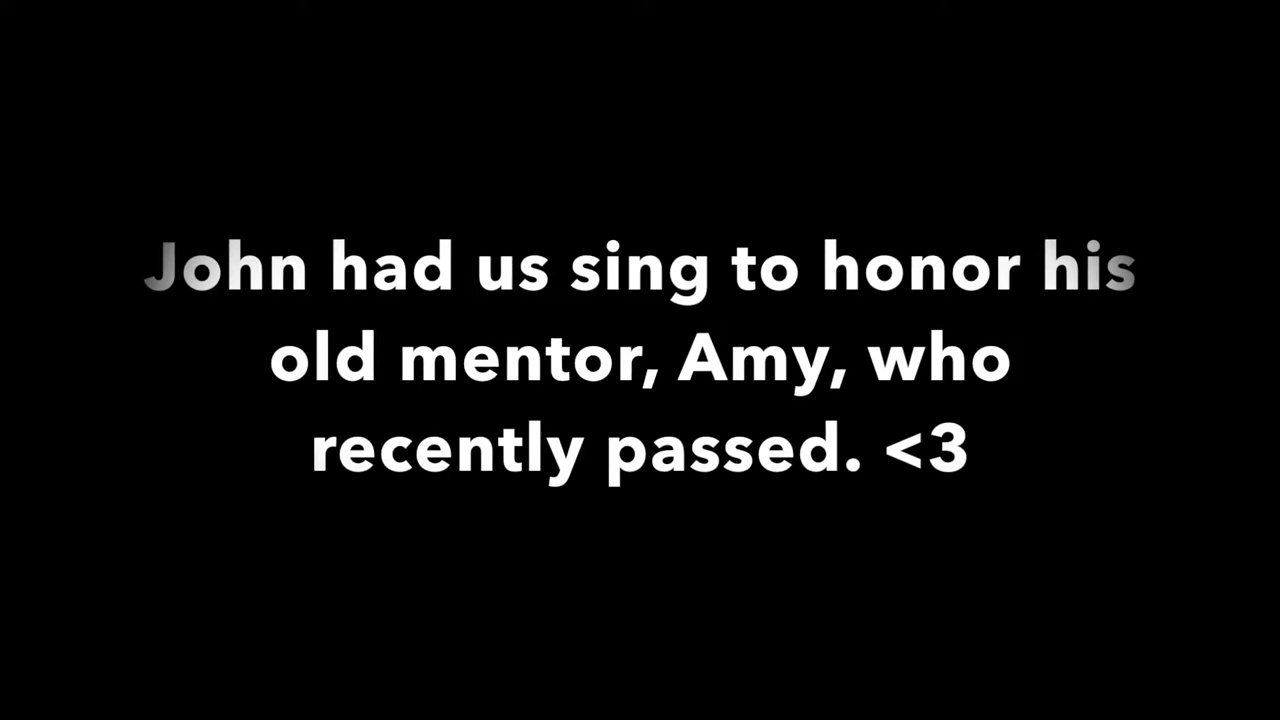 John had us sing to honor his
old mentor, Amy, who
recently passed. <3